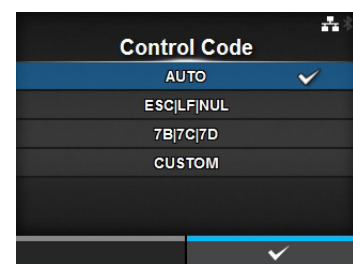 Control Code
AUTO
ESC|LF|NUL
7B|7C|7D
CUSTOM